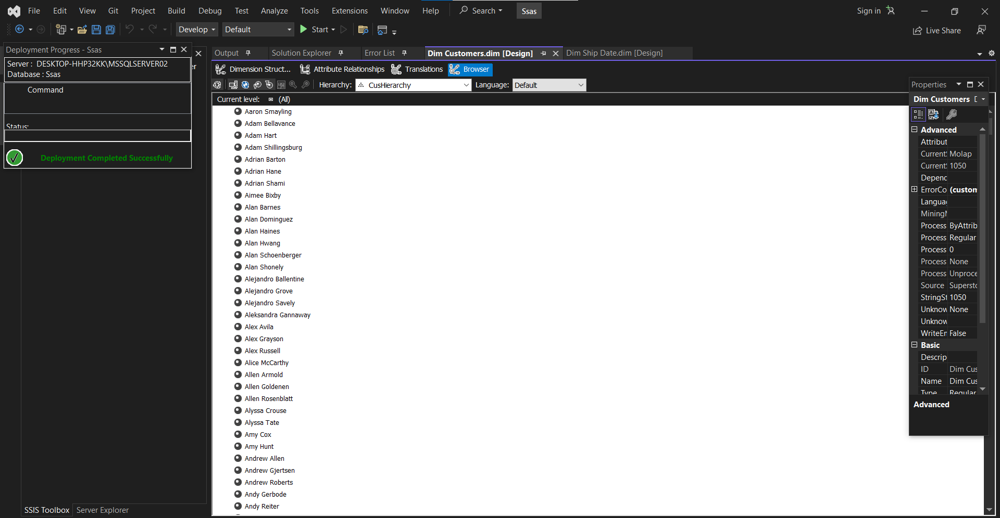 File Edit View Git Project Build Debug Test Analyze Tools Extensions Window Help Search Ssas Sign in
Develop Default Start Live Share
Deployment Progress - Ssas
Server : DESKTOP-HHP32KK\MSSQLSERVER02
Database : Ssas
Command
Status:
Deployment Completed Successfully
er
SSIS Toolbox Server Explorer
Output Solution Explorer Error List Dim Customers.dim [Design] Dim Ship Date.dim [Design]
Dimension Struct... Attribute Relationships Translations Browser
Hierarchy: CusHierarchy Language: Default
Current level: (All)
Aaron Smayling
Adam Bellavance
Adam Hart
Adam Shillingsburg
Adrian Barton
Adrian Hane
Adrian Shami
Aimee Bixby
Alan Barnes
Alan Dominguez
Alan Haines
Alan Hwang
Alan Schoenberger
Alan Shonely
Alejandro Ballentine
Alejandro Grove
Alejandro Savely
Aleksandra Gannaway
Alex Avila
Alex Grayson
Alex Russell
Alice McCarthy
Allen Armold
Allen Goldenen
Allen Rosenblatt
Alyssa Crouse
Alyssa Tate
Amy Cox
Amy Hunt
Andrew Allen
Andrew Gjertsen
Andrew Roberts
Andy Gerbode
Andy Reiter
Properties
Dim Customers
Advanced
Attribut
Current Molap
Current 1050
Depend
ErrorCo (custom
Langua
Mining
Process ByAttrib
Process Regular
Process 0
Process None
Process Unproce
Source Supersto
StringSt 1050
Unknow None
Unknow
WriteEn False
Basic
Descrip
ID Dim Cus
Name Dim Cus
Type Regular
Advanced